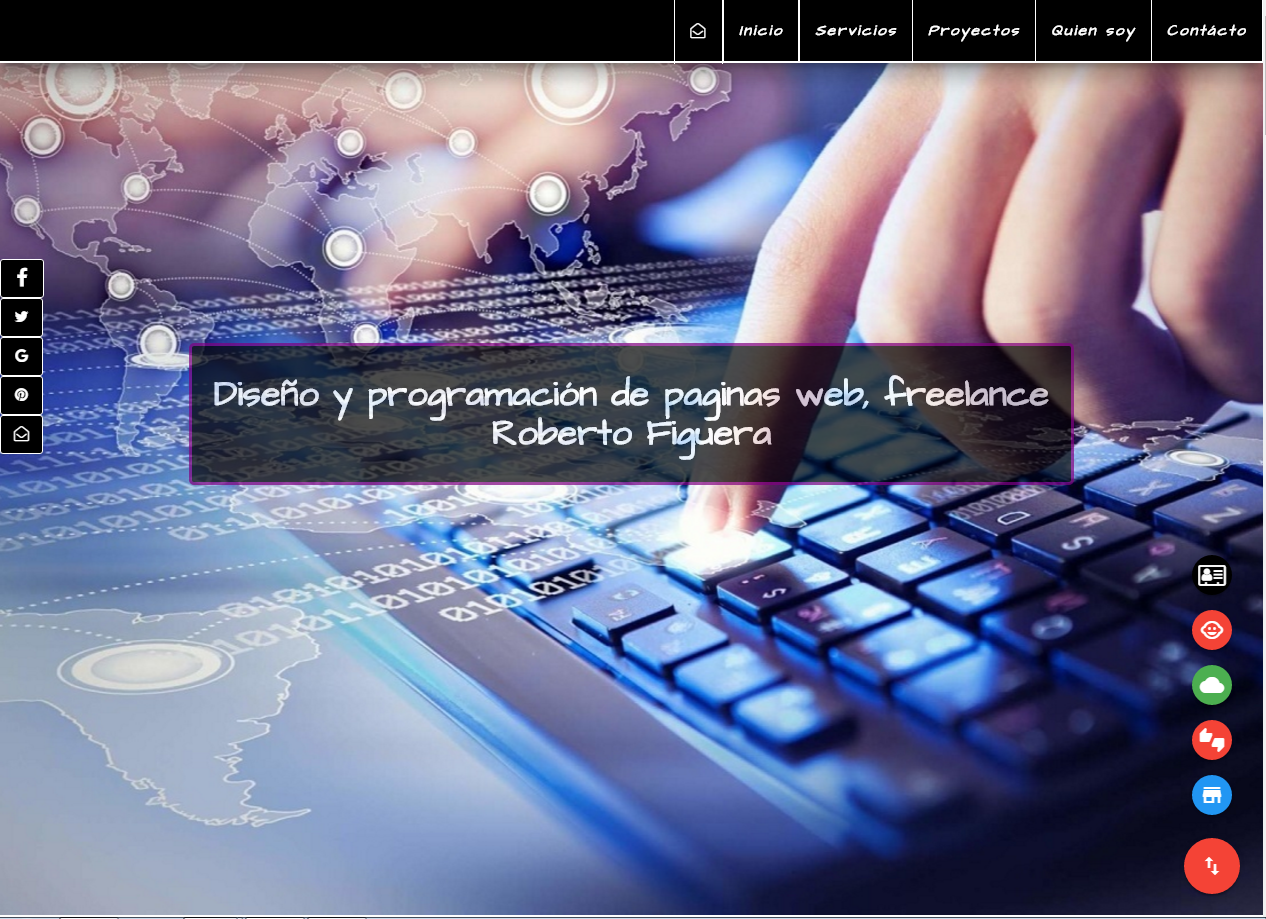 Inicio
Servicios
Proyectos
Quien soy
Contácto
Diseño y programación de paginas web, freelance
Roberto Figuera